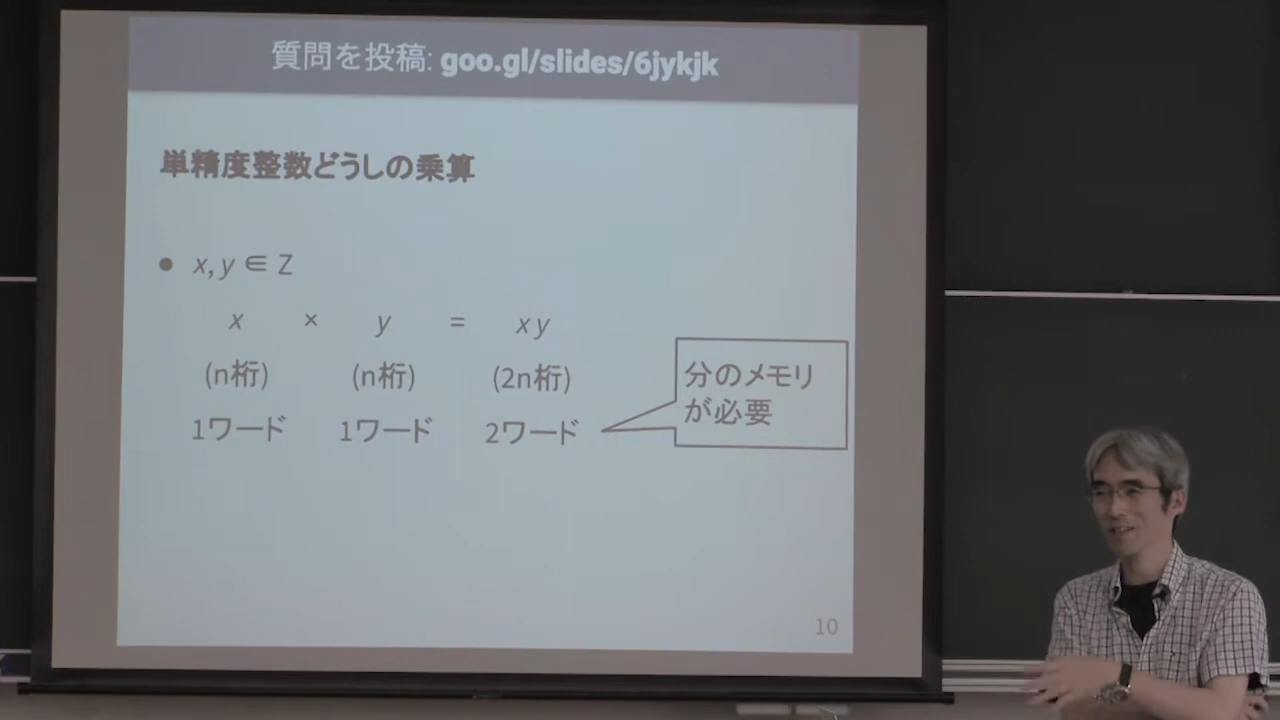 質問を投稿: goo.gl/slides/6jykjk
単精度整数どうしの乗算
● x, y ∈ Z
x × y = x y
(n桁) (n桁) (2n桁)
1ワード 1ワード 2ワード
分のメモリ
が必要
10